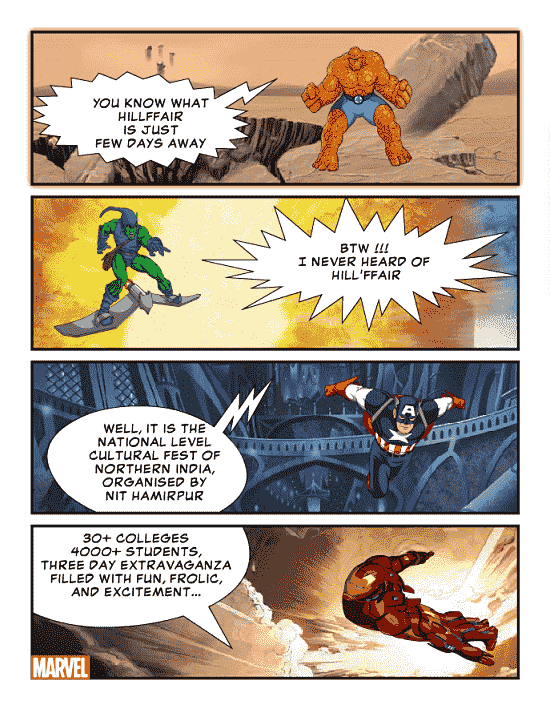 YOU KNOW WHAT
HILLFFAIR
IS JUST
FEW DAYS AWAY
BTW !!!
I NEVER HEARD OF
HILL'FFAIR
WELL, IT IS THE
NATIONAL LEVEL
CULTURAL FEST OF
NORTHERN INDIA,
ORGANISED BY
NIT HAMIRPUR
30+ COLLEGES
4000+ STUDENTS,
THREE DAY EXTRAVAGANZA
FILLED WITH FUN, FROLIC,
AND EXCITEMENT...
MARVEL